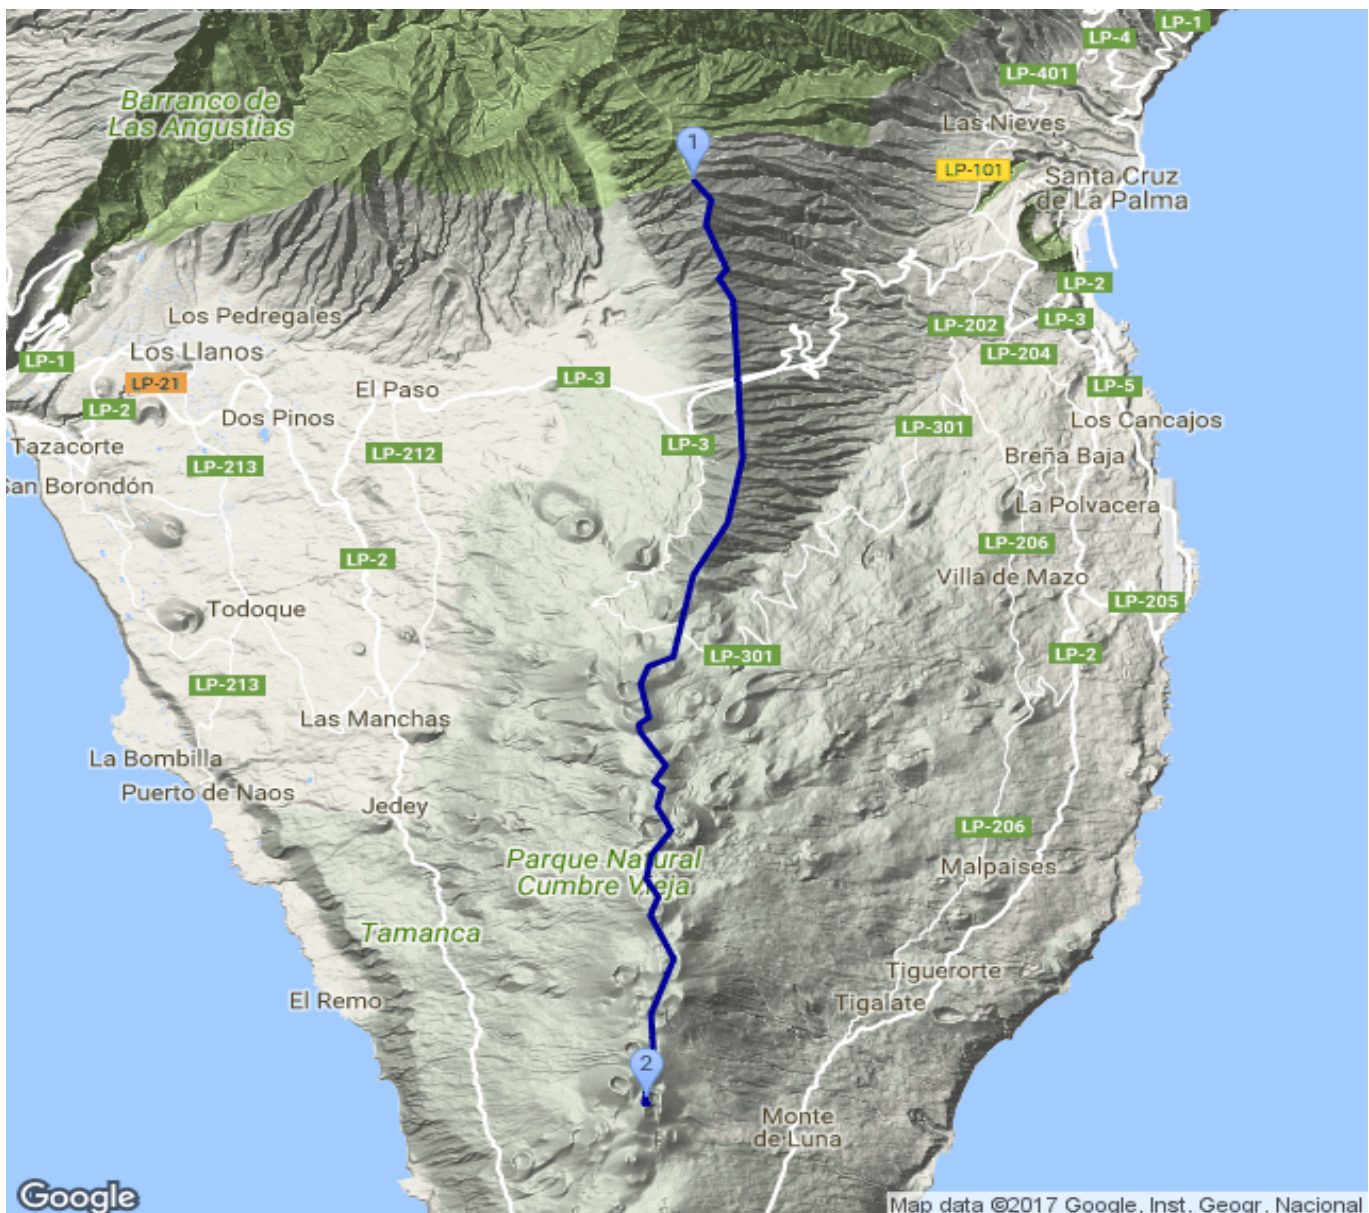 LP-1
LP-4
LP-401
Barranco de
Las Angustias
Las Nieves
1
LP-101
Santa Cruz
de La Palma
LP-2
Los Pedregales
LP-202
LP-3
LP-1
Los Llanos
LP-204
LP-21
El Paso
LP-3
LP-5
LP-2
Dos Pinos
LP-301
Los Cancajos
Tazacorte
LP-212
LP-3
LP-213
Breña Baja
San Borondón
La Polvacera
LP-2
LP-206
Villa de Mazo
Todoque
LP-205
LP-301
LP-2
LP-213
Las Manchas
La Bombilla
Puerto de Naos
Jedey
LP-206
Parque Natural
Cumbre Vieja
Malpaises
Tamanca
Tiguerorte
El Remo
Tigalate
2
Monte
de Luna
Google
Map data ©2017 Google, Inst. Geogr. Nacional